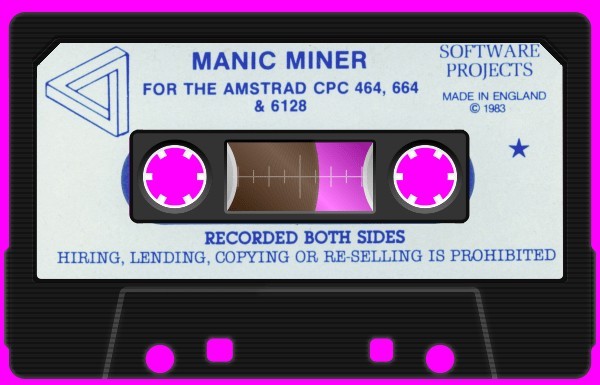 MANIC MINER
FOR THE AMSTRAD CPC 464, 664
& 6128
SOFTWARE
PROJECTS
MADE IN ENGLAND
© 1983
RECORDED BOTH SIDES
HIRING, LENDING, COPYING OR RE-SELLING IS PROHIBITED